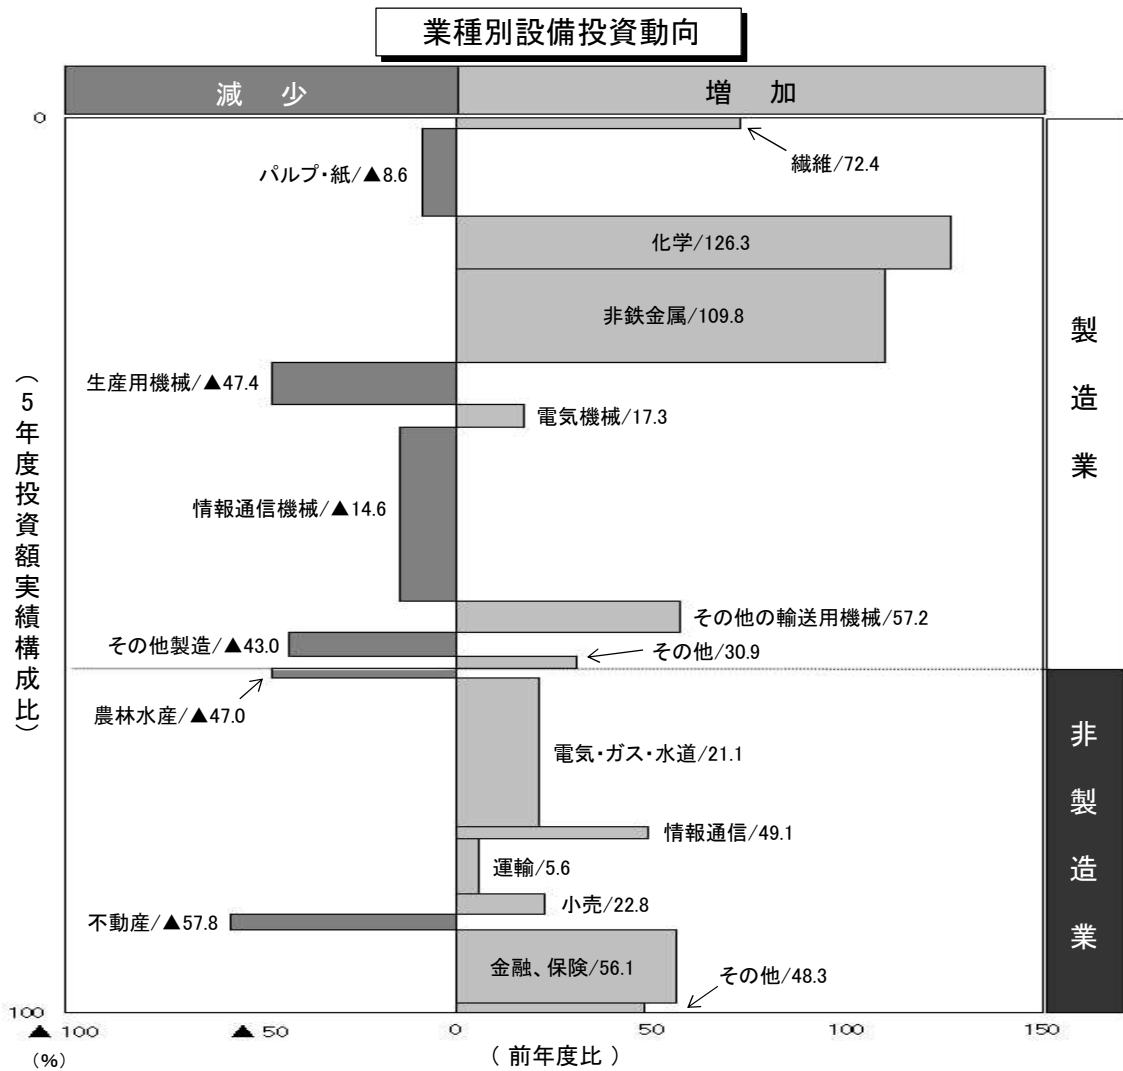 業種別設備投資動向
減 少
増 加
0
繊維/72.4
パルプ・紙/▲8.6
化学/126.3
非鉄金属/109.8
生産用機械/▲47.4
電気機械/17.3
情報通信機械/▲14.6
その他の輸送用機械/57.2
その他製造/▲43.0
その他/30.9
農林水産/▲47.0
電気・ガス・水道/21.1
情報通信/49.1
運輸/5.6
小売/22.8
不動産/▲57.8
金融、保険/56.1
その他/48.3
製造業
非製造業
（5年度投資額実績構成比）
100
▲ 100
▲ 50
0
50
100
150
（%）
（ 前年度比 ）